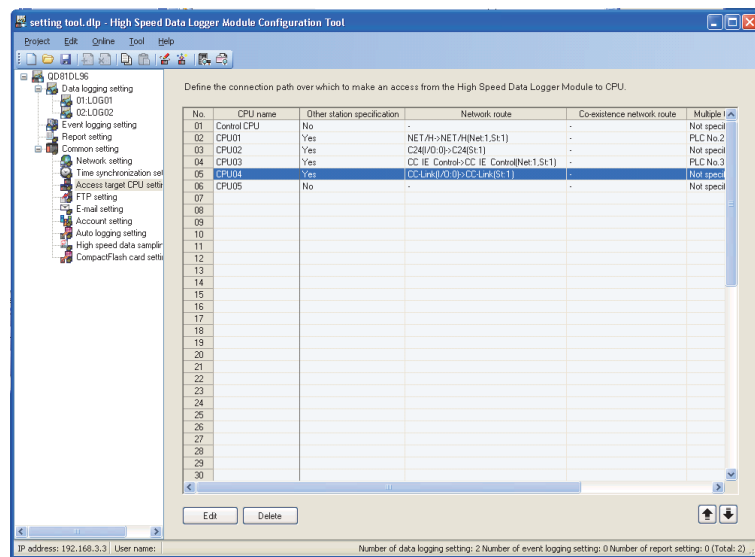 setting tool.dlp - High Speed Data Logger Module Configuration Tool
Project Edit Online Tool Help
QD81DL96
Data logging setting
01:LOG01
02:LOG02
Event logging setting
Report setting
Common setting
Network setting
Time synchronization set
Access target CPU settin
FTP setting
E-mail setting
Account setting
Auto logging setting
High speed data samplin
CompactFlash card settin
Define the connection path over which to make an access from the High Speed Data Logger Module to CPU.
No. CPU name Other station specification Network route Co-existence network route Multiple
01 Control CPU No - - Not specif
02 CPU01 Yes NET/H->NET/H(Net:1,St:1) - PLC No.2
03 CPU02 Yes C24(I/O:0)->C24(St:1) - Not specif
04 CPU03 Yes CC IE Control->CC IE Control(Net:1,St:1) - PLC No.3
05 CPU04 Yes CC-Link(I/O:0)->CC-Link(St:1) - Not specif
06 CPU05 No - - Not specif
07
08
09
10
11
12
13
14
15
16
17
18
19
20
21
22
23
24
25
26
27
28
29
30
Edit Delete
IP address: 192.168.3.3 User name: Number of data logging setting: 2 Number of event logging setting: 0 Number of report setting: 0 (Total: 2)